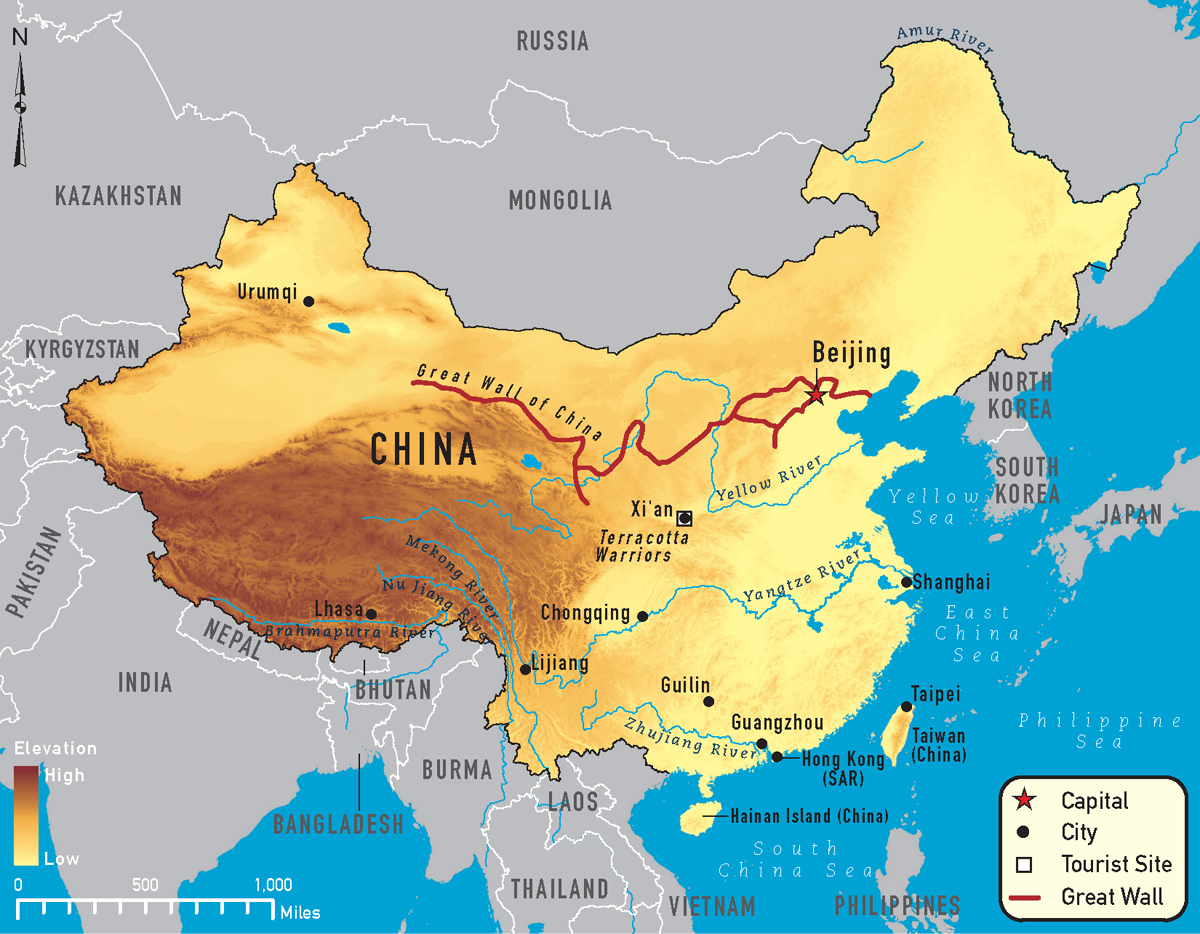 N
RUSSIA
Amur River
KAZAKHSTAN
MONGOLIA
Urumqi
KYRGYZSTAN
Beijing
Great Wall of China
NORTH
KOREA
CHINA
SOUTH
KOREA
Yellow River
Yellow
Sea
JAPAN
Xi'an
Terracotta
Warriors
PAKISTAN
Mekong River
Nu Jiang River
Yangtze River
Shanghai
Lhasa
Chongqing
East
China
Sea
Brahmaputra River
NEPAL
Lijiang
INDIA
BHUTAN
Guilin
Taipei
Guangzhou
Zhujiang River
Taiwan
(China)
Philippine
Sea
Hong Kong
(SAR)
Elevation
High
Low
BURMA
LAOS
BANGLADESH
Hainan Island (China)
South
China Sea
THAILAND
VIETNAM
PHILIPPINES
0 500 1,000
Miles
Capital
City
Tourist Site
Great Wall